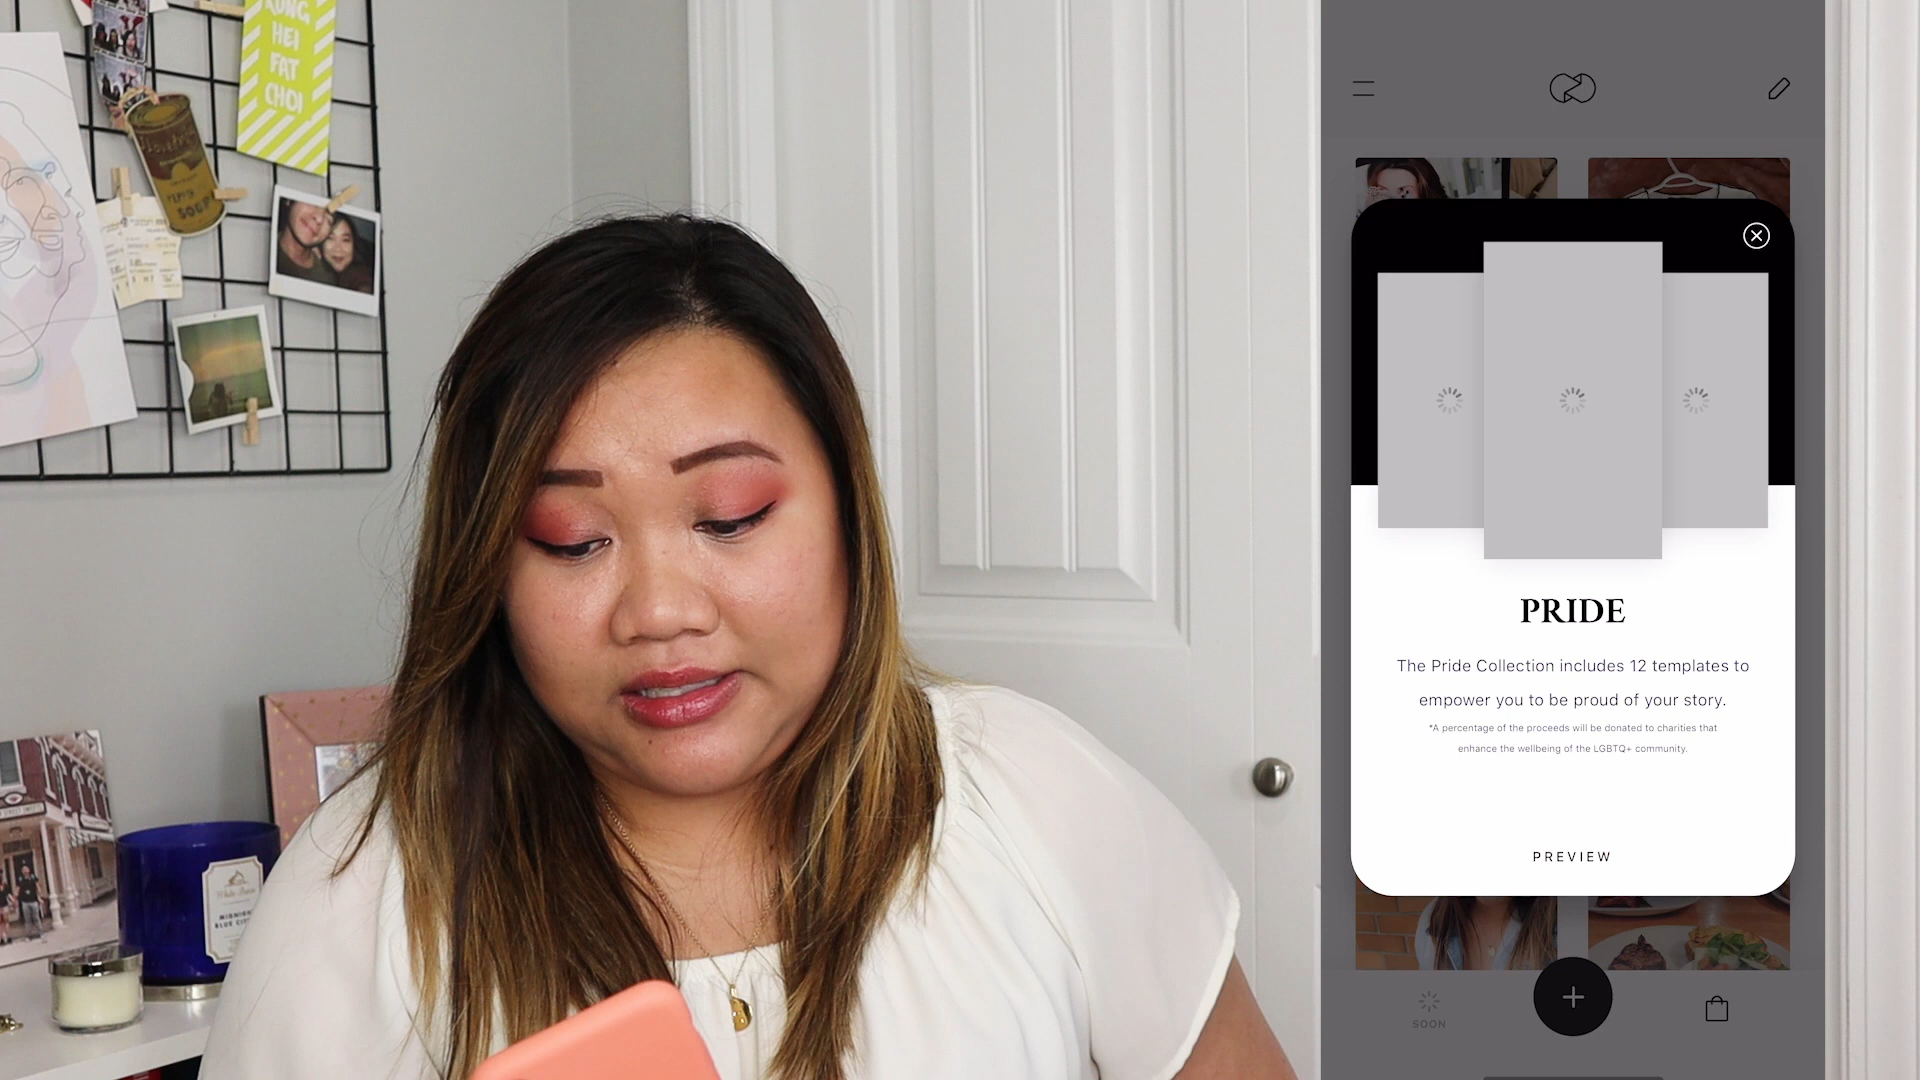 KUNG
HEI
FAT
CHOI
SOUP
MIDNIGHT
PRIDE
The Pride Collection includes 12 templates to
empower you to be proud of your story.
*A percentage of the proceeds will be donated to charities that
enhance the wellbeing of the LGBTQ+ community.
PREVIEW
SOON